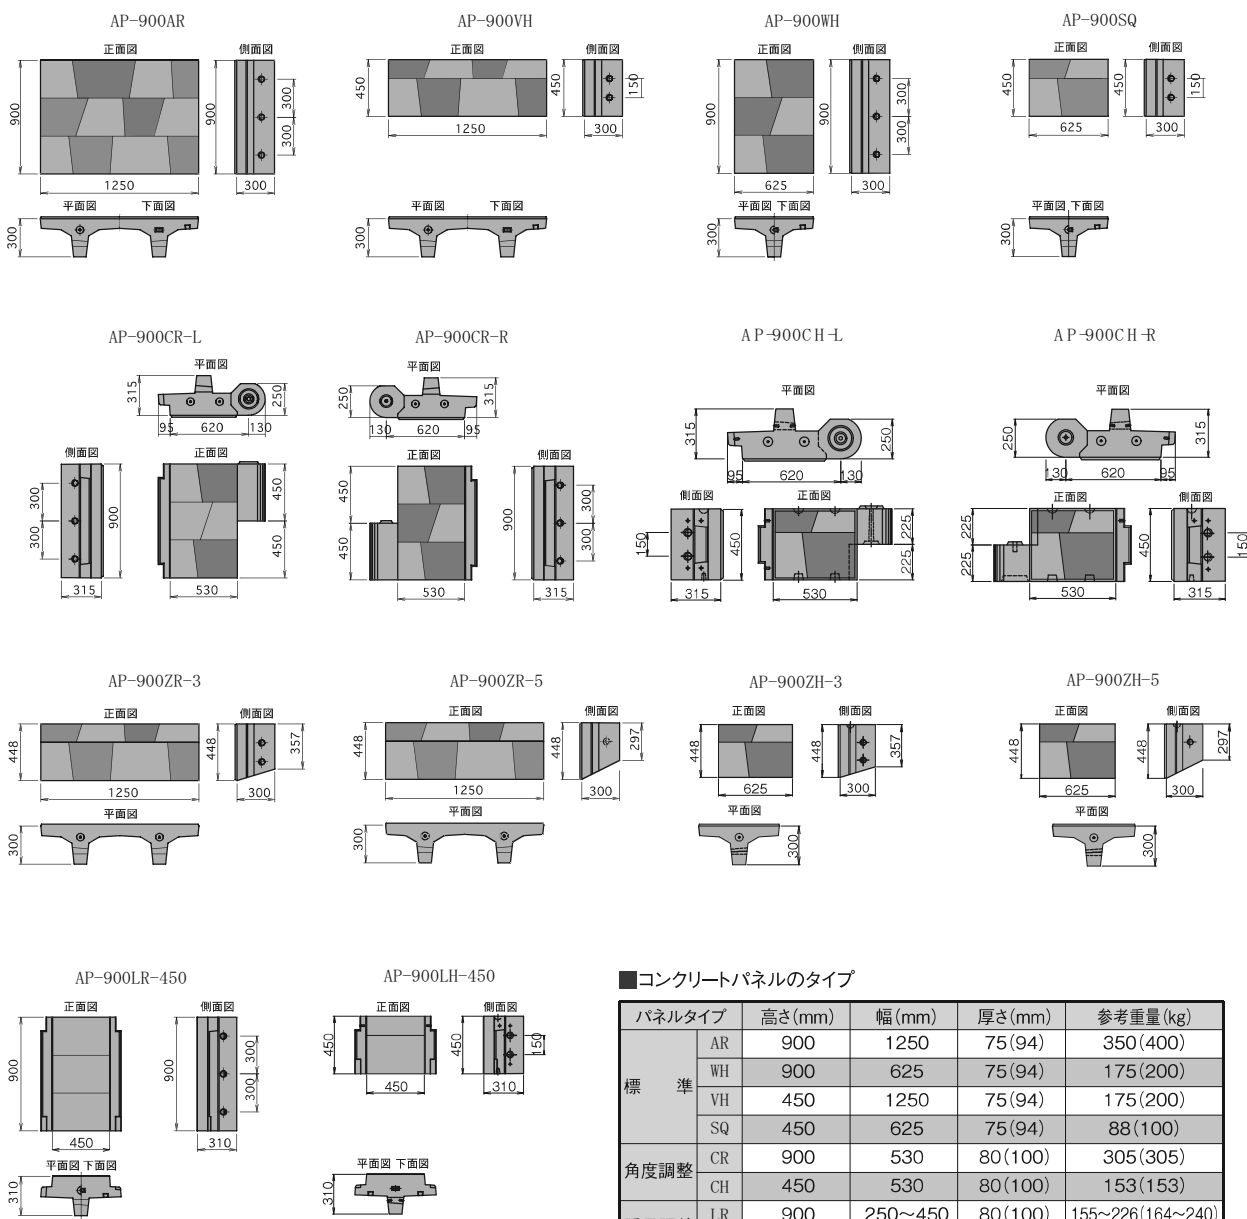 AP-900AR
正面図
側面図
900
1250
900
300
300
300
平面図 下面図
300
AP-900VH
正面図
側面図
450
1250
450
150
300
平面図 下面図
300
AP-900WH
正面図
側面図
900
625
900
300
300
300
平面図 下面図
300
AP-900SQ
正面図
側面図
450
625
450
150
300
平面図 下面図
300
AP-900CR-L
平面図
315
250
95
620
130
側面図
正面図
300
300
900
450
450
315
530
AP-900CR-R
平面図
250
315
130
620
95
正面図
側面図
450
450
900
300
300
530
315
AP-900CH-L
平面図
315
250
95
620
130
側面図
正面図
150
450
225
225
315
530
AP-900CH-R
平面図
250
315
130
620
95
正面図
側面図
225
225
450
150
530
315
AP-900ZR-3
正面図
側面図
448
1250
448
357
300
平面図
300
AP-900ZR-5
正面図
側面図
448
1250
448
297
300
平面図
300
AP-900ZH-3
正面図
側面図
448
625
448
357
300
平面図
300
AP-900ZH-5
正面図
側面図
448
625
448
297
300
平面図
300
AP-900LR-450
正面図
側面図
900
450
900
300
300
310
平面図 下面図
310
AP-900LH-450
正面図
側面図
450
450
450
150
310
平面図 下面図
310
■コンクリートパネルのタイプ
パネルタイプ 高さ(mm) 幅(mm) 厚さ(mm) 参考重量(kg)
標準 AR 900 1250 75(94) 350(400)
WH 900 625 75(94) 175(200)
VH 450 1250 75(94) 175(200)
SQ 450 625 75(94) 88(100)
角度調整 CR 900 530 80(100) 305(305)
CH 450 530 80(100) 153(153)
LR 900 250～450 80(100) 155～226(164～240)